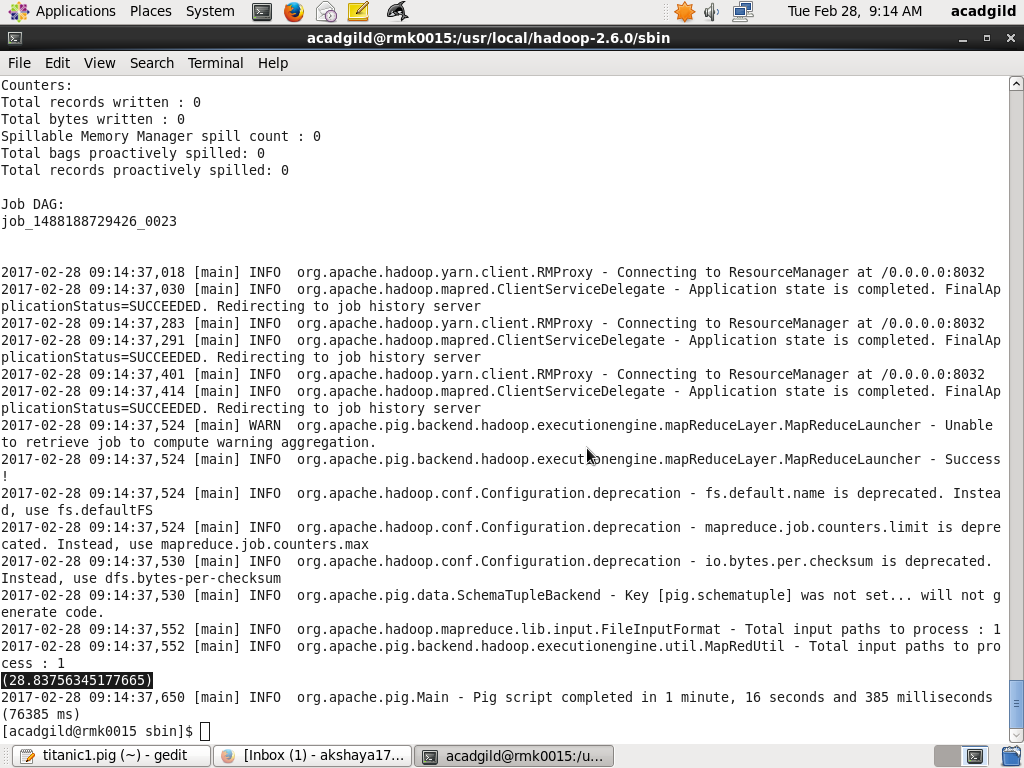 Applications Places System Tue Feb 28, 9:14 AM acadgild
acadgild@rmk0015:/usr/local/hadoop-2.6.0/sbin
File Edit View Search Terminal Help
Counters:
Total records written : 0
Total bytes written : 0
Spillable Memory Manager spill count : 0
Total bags proactively spilled: 0
Total records proactively spilled: 0
Job DAG:
job_1488188729426_0023
2017-02-28 09:14:37,018 [main] INFO  org.apache.hadoop.yarn.client.RMProxy - Connecting to ResourceManager at /0.0.0.0:8032
2017-02-28 09:14:37,030 [main] INFO  org.apache.hadoop.mapred.ClientServiceDelegate - Application state is completed. FinalAp
plicationStatus=SUCCEEDED. Redirecting to job history server
2017-02-28 09:14:37,283 [main] INFO  org.apache.hadoop.yarn.client.RMProxy - Connecting to ResourceManager at /0.0.0.0:8032
2017-02-28 09:14:37,291 [main] INFO  org.apache.hadoop.mapred.ClientServiceDelegate - Application state is completed. FinalAp
plicationStatus=SUCCEEDED. Redirecting to job history server
2017-02-28 09:14:37,401 [main] INFO  org.apache.hadoop.yarn.client.RMProxy - Connecting to ResourceManager at /0.0.0.0:8032
2017-02-28 09:14:37,414 [main] INFO  org.apache.hadoop.mapred.ClientServiceDelegate - Application state is completed. FinalAp
plicationStatus=SUCCEEDED. Redirecting to job history server
2017-02-28 09:14:37,524 [main] WARN  org.apache.pig.backend.hadoop.executionengine.mapReduceLayer.MapReduceLauncher - Unable
to retrieve job to compute warning aggregation.
2017-02-28 09:14:37,524 [main] INFO  org.apache.pig.backend.hadoop.executionengine.mapReduceLayer.MapReduceLauncher - Success
!
2017-02-28 09:14:37,524 [main] INFO  org.apache.hadoop.conf.Configuration.deprecation - fs.default.name is deprecated. Instea
d, use fs.defaultFS
2017-02-28 09:14:37,524 [main] INFO  org.apache.hadoop.conf.Configuration.deprecation - mapreduce.job.counters.limit is depre
cated. Instead, use mapreduce.job.counters.max
2017-02-28 09:14:37,530 [main] INFO  org.apache.hadoop.conf.Configuration.deprecation - io.bytes.per.checksum is deprecated.
Instead, use dfs.bytes-per-checksum
2017-02-28 09:14:37,530 [main] INFO  org.apache.pig.data.SchemaTupleBackend - Key [pig.schematuple] was not set... will not g
enerate code.
2017-02-28 09:14:37,552 [main] INFO  org.apache.hadoop.mapreduce.lib.input.FileInputFormat - Total input paths to process : 1
2017-02-28 09:14:37,552 [main] INFO  org.apache.pig.backend.hadoop.executionengine.util.MapRedUtil - Total input paths to pro
cess : 1
(28.83756345177665)
2017-02-28 09:14:37,650 [main] INFO  org.apache.pig.Main - Pig script completed in 1 minute, 16 seconds and 385 milliseconds
(76385 ms)
[acadgild@rmk0015 sbin]$
titanic1.pig (~) - gedit [Inbox (1) - akshaya17... acadgild@rmk0015:/u...